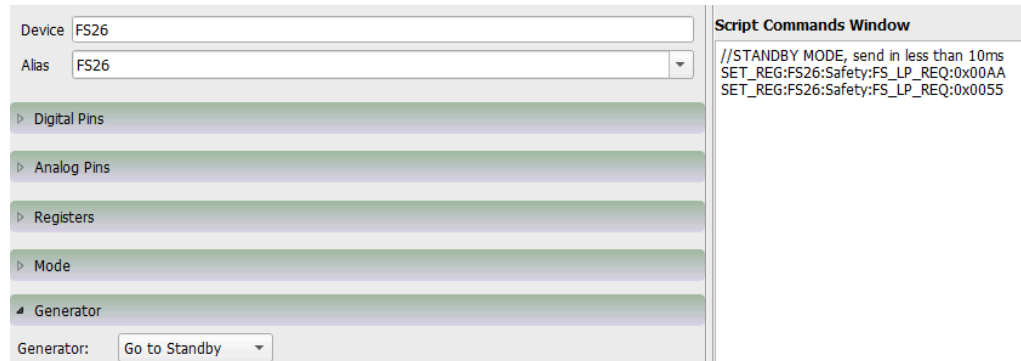 Device FS26
Alias FS26
Digital Pins
Analog Pins
Registers
Mode
Generator
Generator: Go to Standby
Script Commands Window
//STANDBY MODE, send in less than 10ms
SET_REG:FS26:Safety:FS_LP_REQ:0x00AA
SET_REG:FS26:Safety:FS_LP_REQ:0x0055